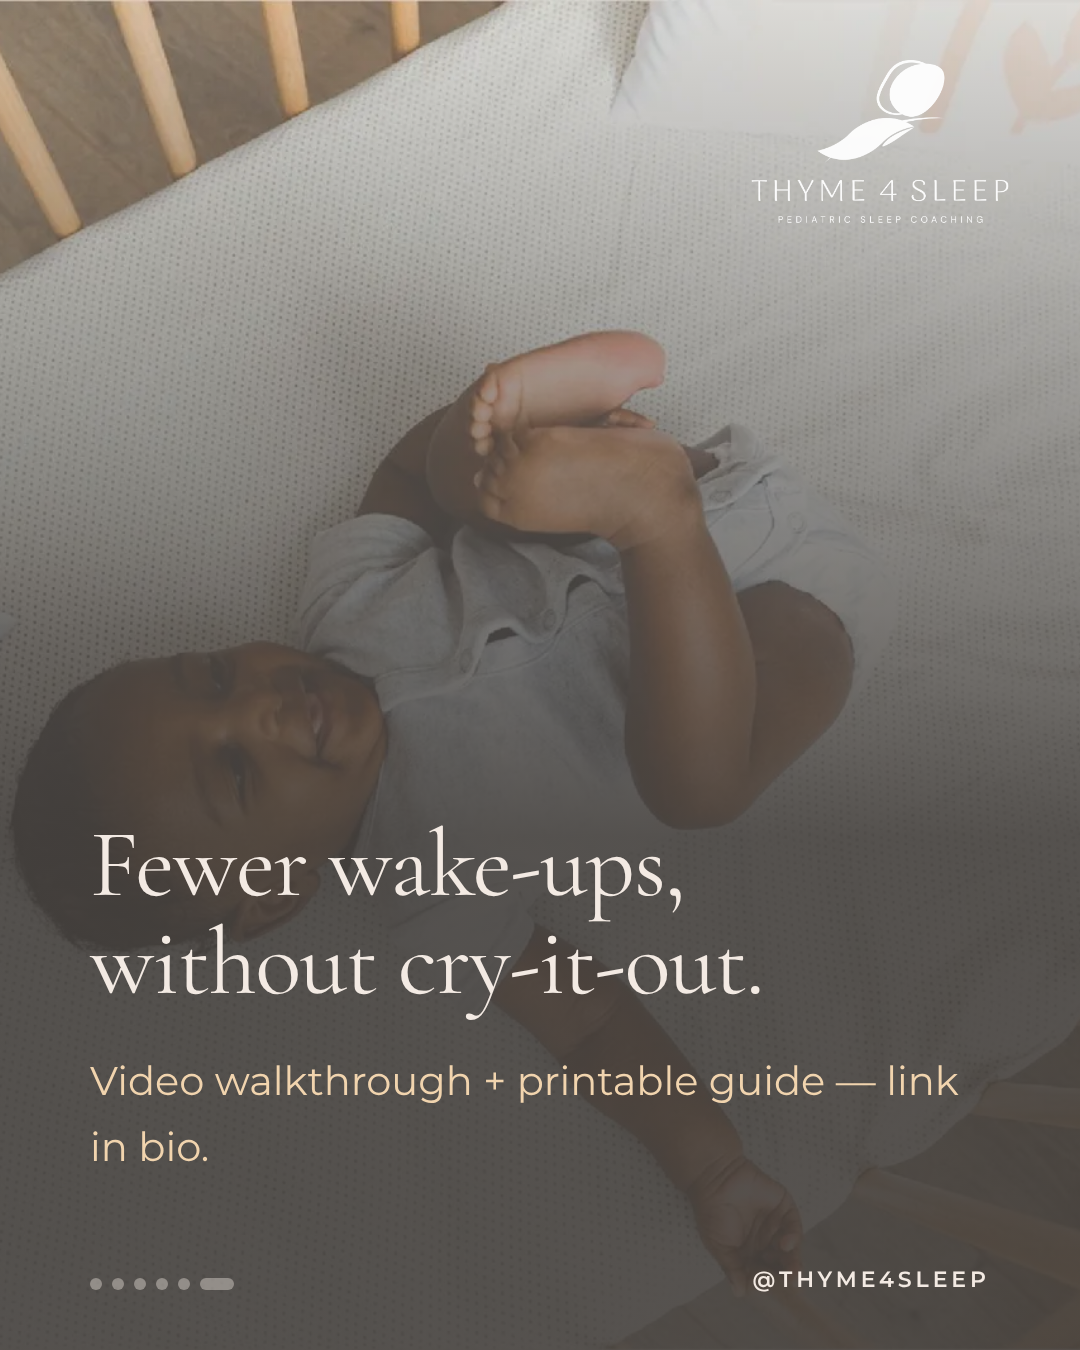 THYME 4 SLEEP
PEDIATRIC SLEEP COACHING
Fewer wake-ups,
without cry-it-out.
Video walkthrough + printable guide — link
in bio.
@THYME4SLEEP